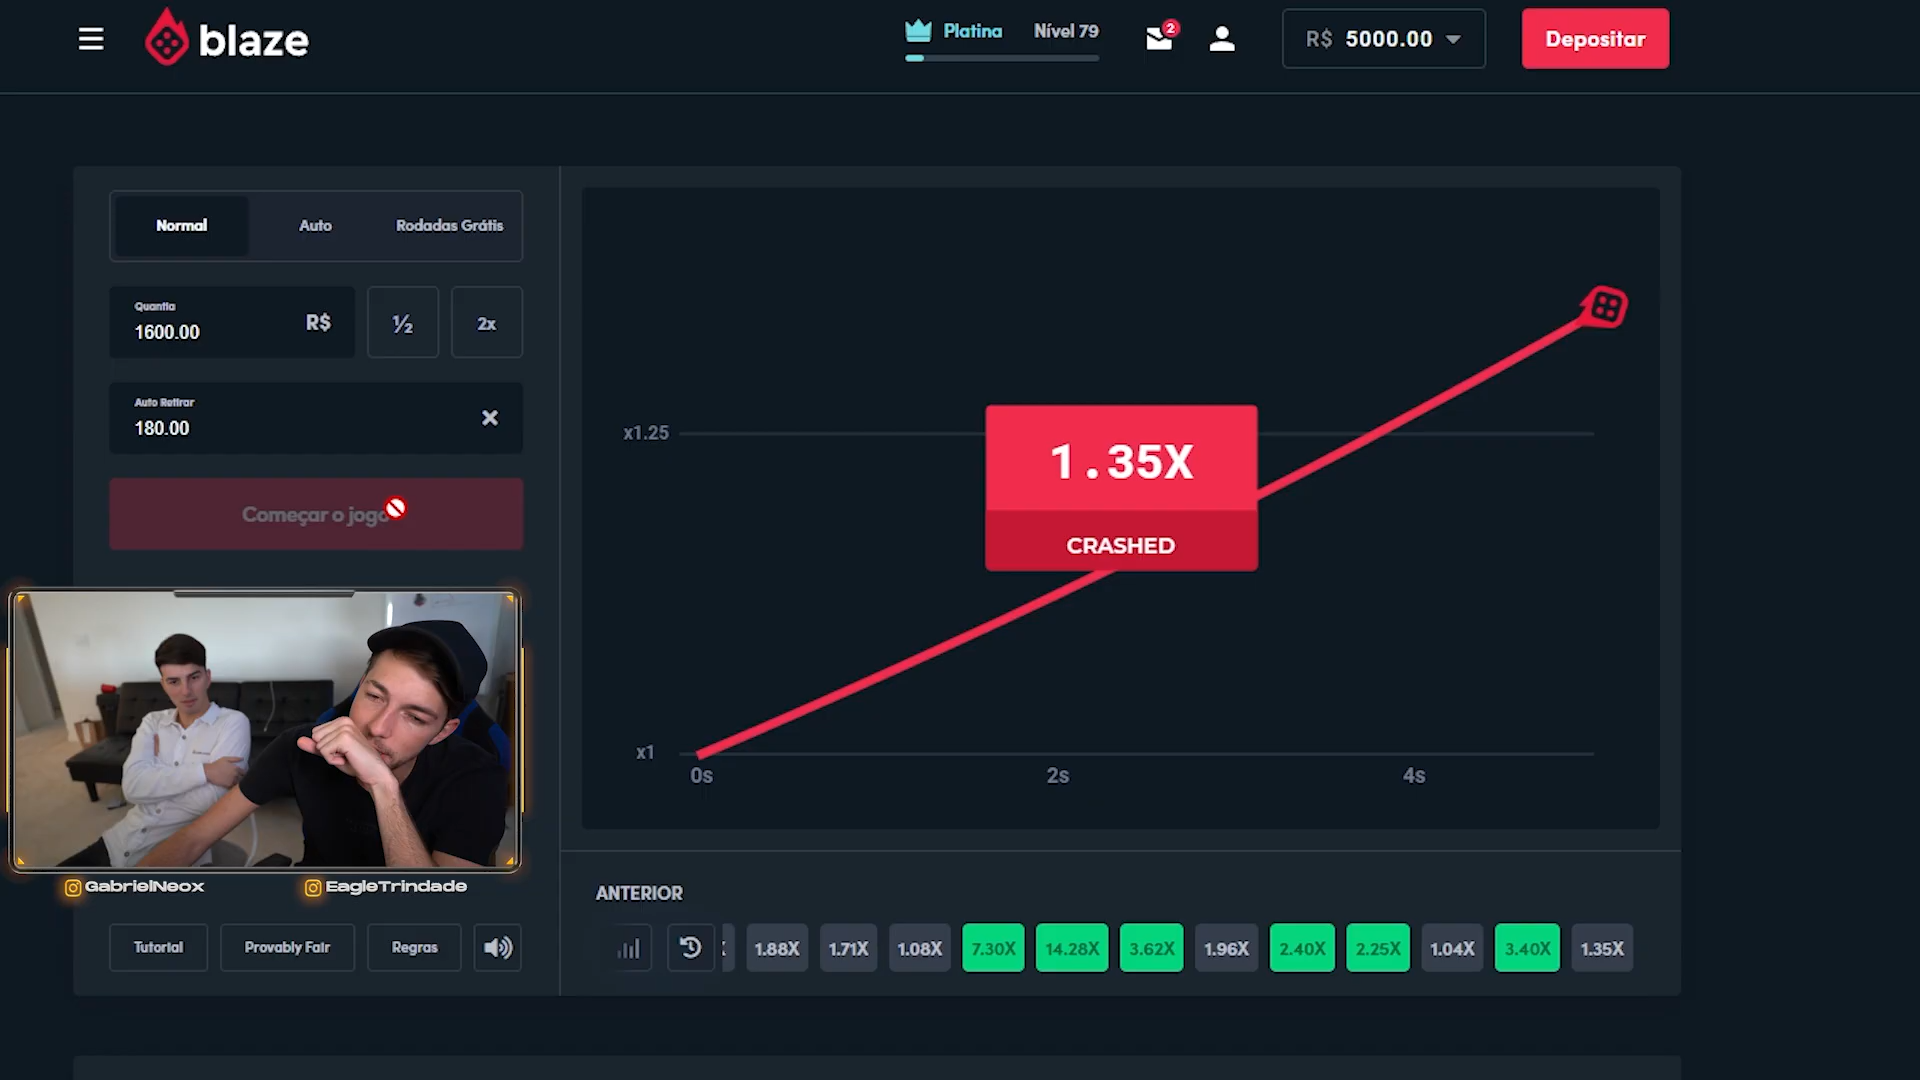 blaze
Platina Nível 79
2
R$ 5000.00
Depositar
Normal Auto Rodadas Grátis
Quantia
1600.00 R$ ½ 2x
Auto Retirar
180.00
Começar o jogo
x1.25
1.35X
CRASHED
x1
0s 2s 4s
GabrielNeox EagleTrindade
ANTERIOR
Tutorial Provably Fair Regras
1.88X 1.71X 1.08X 7.30X 14.28X 3.62X 1.96X 2.40X 2.25X 1.04X 3.40X 1.35X